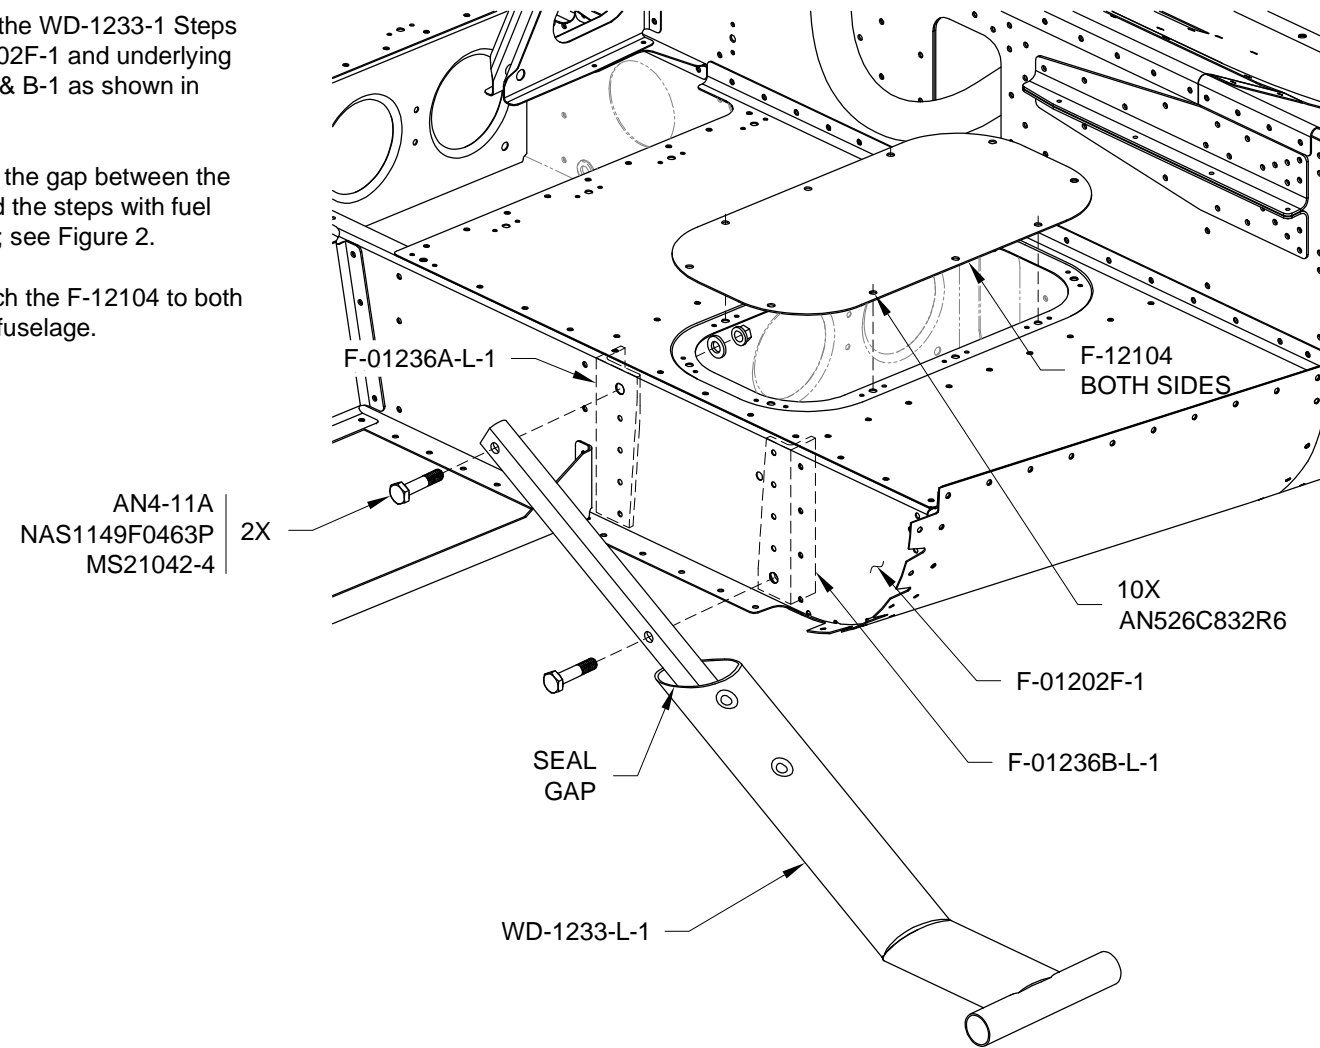 the WD-1233-1 Steps
02F-1 and underlying
& B-1 as shown in
the gap between the
the steps with fuel
; see Figure 2.
the F-12104 to both
fuselage.
F-01236A-L-1
F-12104
BOTH SIDES
AN4-11A
NAS1149F0463P
MS21042-4
2X
10X
AN526C832R6
F-01202F-1
F-01236B-L-1
SEAL
GAP
WD-1233-L-1